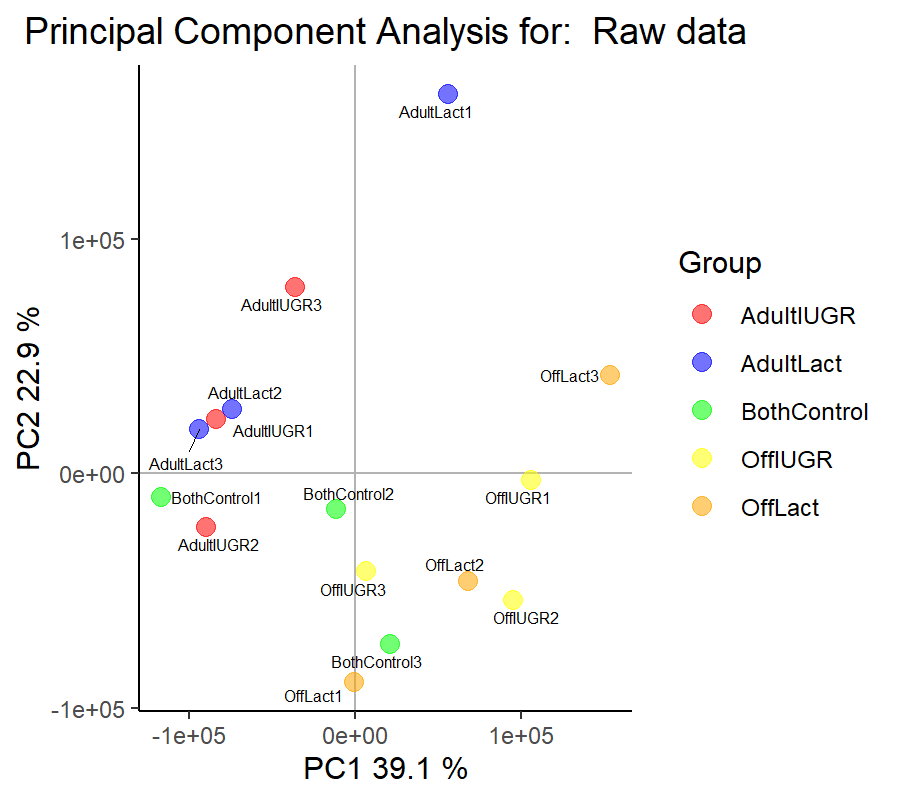 Principal Component Analysis for:  Raw data
AdultLact1
1e+05
AdultIUGR3
OffLact3
AdultLact2
AdultIUGR1
AdultLact3
0e+00
BothControl1
BothControl2
OffIUGR1
AdultIUGR2
OffLact2
OffIUGR3
OffIUGR2
BothControl3
OffLact1
-1e+05
-1e+05
0e+00
1e+05
PC1 39.1 %
PC2 22.9 %
Group
AdultIUGR
AdultLact
BothControl
OffIUGR
OffLact